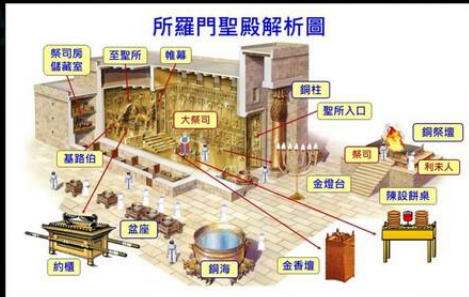 所羅門聖殿解析圖
祭司房
儲藏室
至聖所
帷幕
銅柱
大祭司
聖所入口
銅祭壇
祭司
利未人
基路伯
金燈台
陳設餅桌
盆座
約櫃
銅海
金香壇